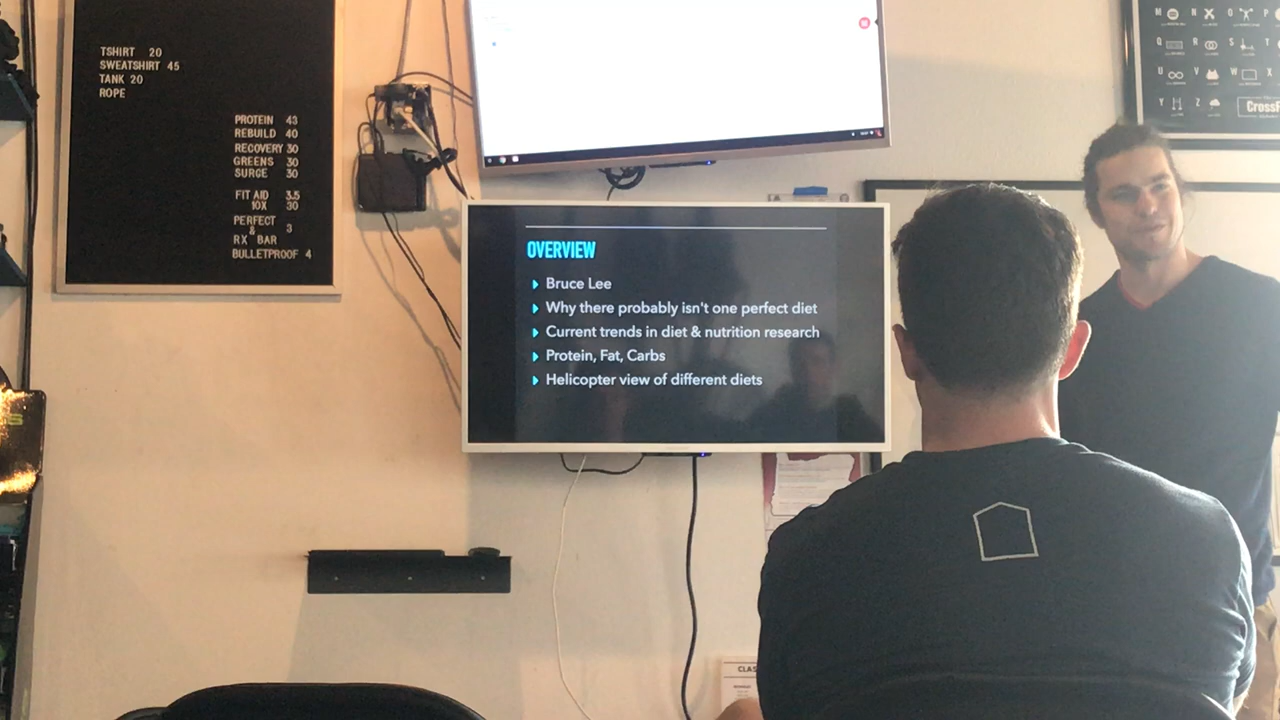 TSHIRT 20
SWEATSHIRT 45
TANK 20
ROPE
PROTEIN 43
REBUILD 40
RECOVERY 30
GREENS 30
SURGE 30
FIT AID 3.5
10X 30
PERFECT
& 3
RX BAR
BULLETPROOF 4
OVERVIEW
Bruce Lee
Why there probably isn't one perfect diet
Current trends in diet & nutrition research
Protein, Fat, Carbs
Helicopter view of different diets
M N O P
Q R S T
U V W X
Y Z CrossF
CLAS